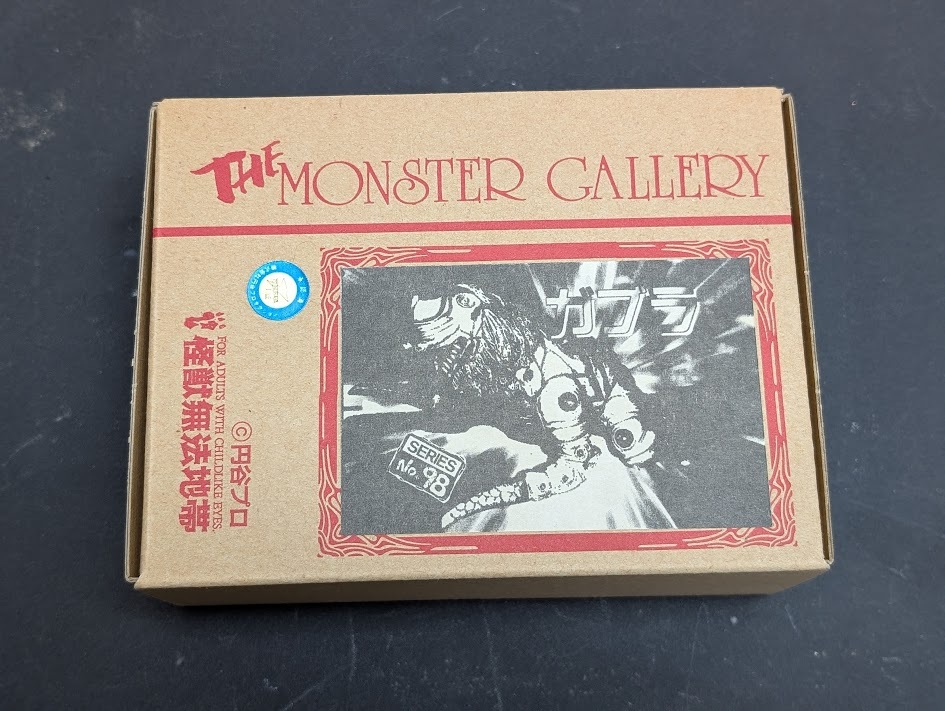 THE MONSTER GALLERY
ガブラ
SERIES
No.98
FOR ADULTS WITH CHILDLIKE EYES.
怪獣無法地帯
©円谷プロ